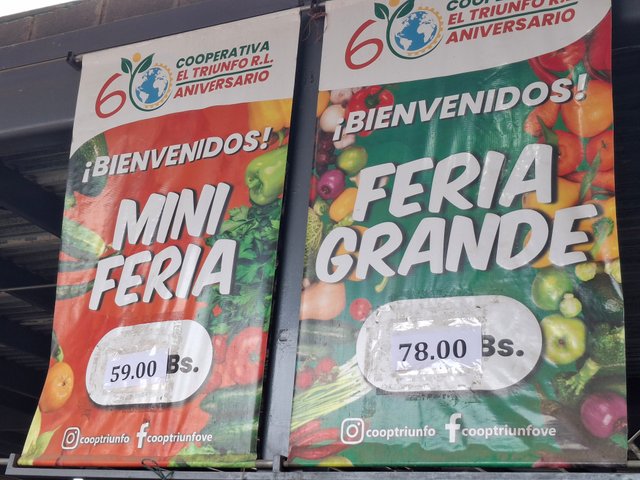 60
COOPERATIVA
EL TRIUNFO R.L.
ANIVERSARIO
¡BIENVENIDOS!
MINI
FERIA
59.00 Bs.
cooptriunfo cooptriunfove
60
COOPERATIVA
EL TRIUNFO R.L.
ANIVERSARIO
¡BIENVENIDOS!
FERIA
GRANDE
78.00 Bs.
cooptriunfo cooptriunfove